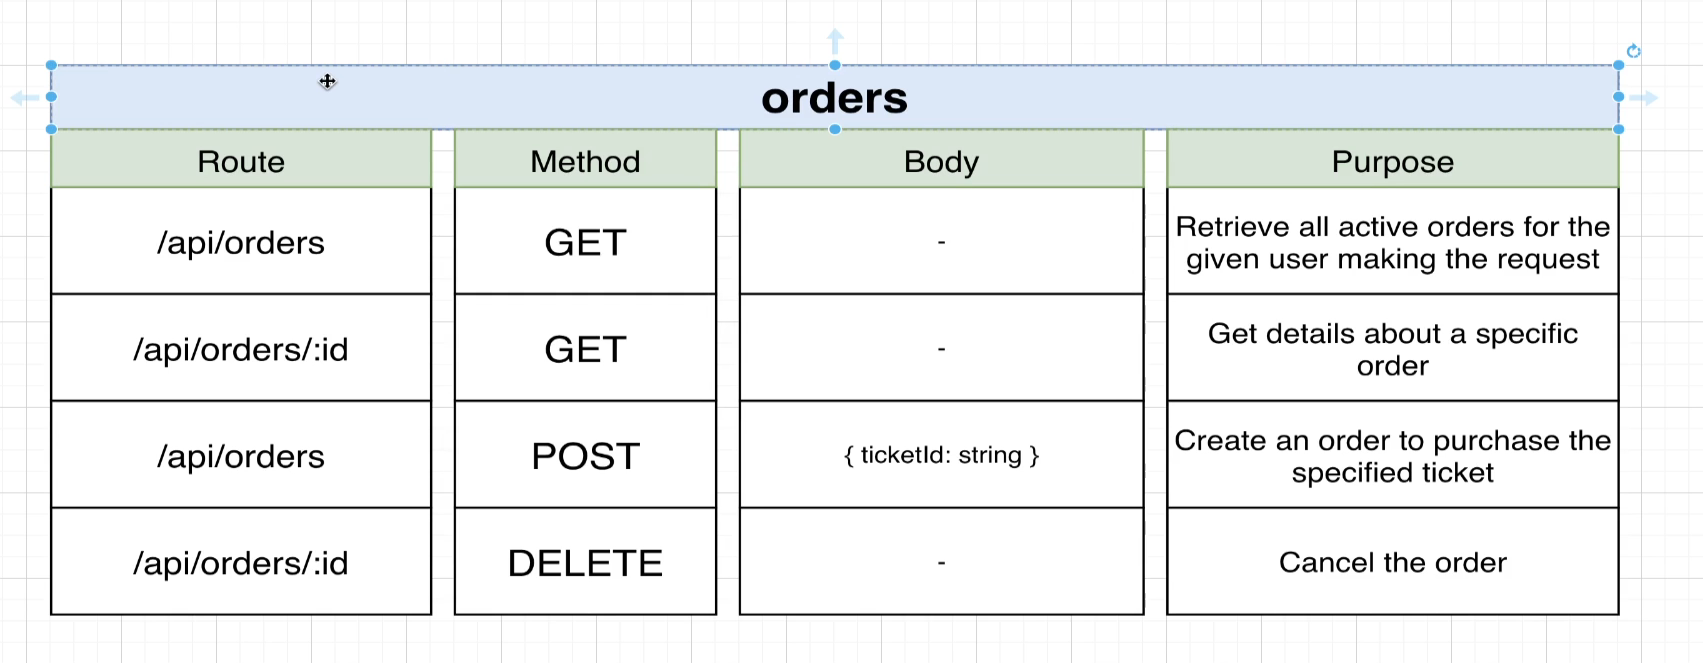 orders
Route Method Body Purpose
/api/orders GET - Retrieve all active orders for the
given user making the request
/api/orders/:id GET - Get details about a specific
order
/api/orders POST { ticketId: string } Create an order to purchase the
specified ticket
/api/orders/:id DELETE - Cancel the order